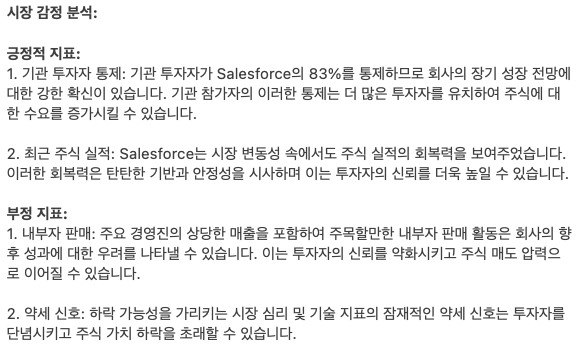 시장 감정 분석:
긍정적 지표:
1. 기관 투자자 통제: 기관 투자자가 Salesforce의 83%를 통제하므로 회사의 장기 성장 전망에
대한 강한 확신이 있습니다. 기관 참가자의 이러한 통제는 더 많은 투자자를 유치하여 주식에 대
한 수요를 증가시킬 수 있습니다.
2. 최근 주식 실적: Salesforce는 시장 변동성 속에서도 주식 실적의 회복력을 보여주었습니다.
이러한 회복력은 탄탄한 기반과 안정성을 시사하며 이는 투자자의 신뢰를 더욱 높일 수 있습니다.
부정 지표:
1. 내부자 판매: 주요 경영진의 상당한 매출을 포함하여 주목할만한 내부자 판매 활동은 회사의 향
후 성과에 대한 우려를 나타낼 수 있습니다. 이는 투자자의 신뢰를 약화시키고 주식 매도 압력으
로 이어질 수 있습니다.
2. 약세 신호: 하락 가능성을 가리키는 시장 심리 및 기술 지표의 잠재적인 약세 신호는 투자자를
단념시키고 주식 가치 하락을 초래할 수 있습니다.